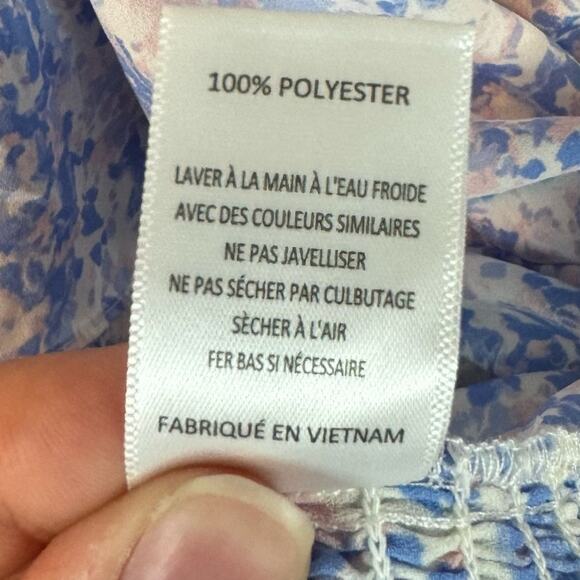 100% POLYESTER
LAVER À LA MAIN À L'EAU FROIDE
AVEC DES COULEURS SIMILAIRES
NE PAS JAVELLISER
NE PAS SÉCHER PAR CULBUTAGE
SÈCHER À L'AIR
FER BAS SI NÉCESSAIRE
FABRIQUÉ EN VIETNAM